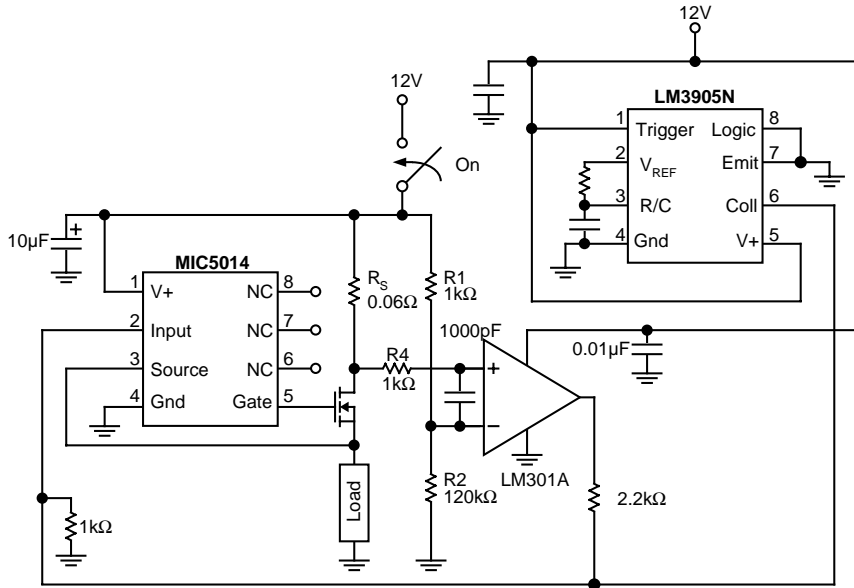 12V
LM3905N
1 Trigger Logic 8
2 VREF Emit 7
3 R/C Coll 6
4 Gnd V+ 5
12V
On
10µF +
MIC5014
1 V+ NC 8
2 Input NC 7
3 Source NC 6
4 Gnd Gate 5
RS
0.06Ω
R1
1kΩ
1000pF
R4
1kΩ
+
−
LM301A
0.01µF
R2
120kΩ
2.2kΩ
Load
1kΩ